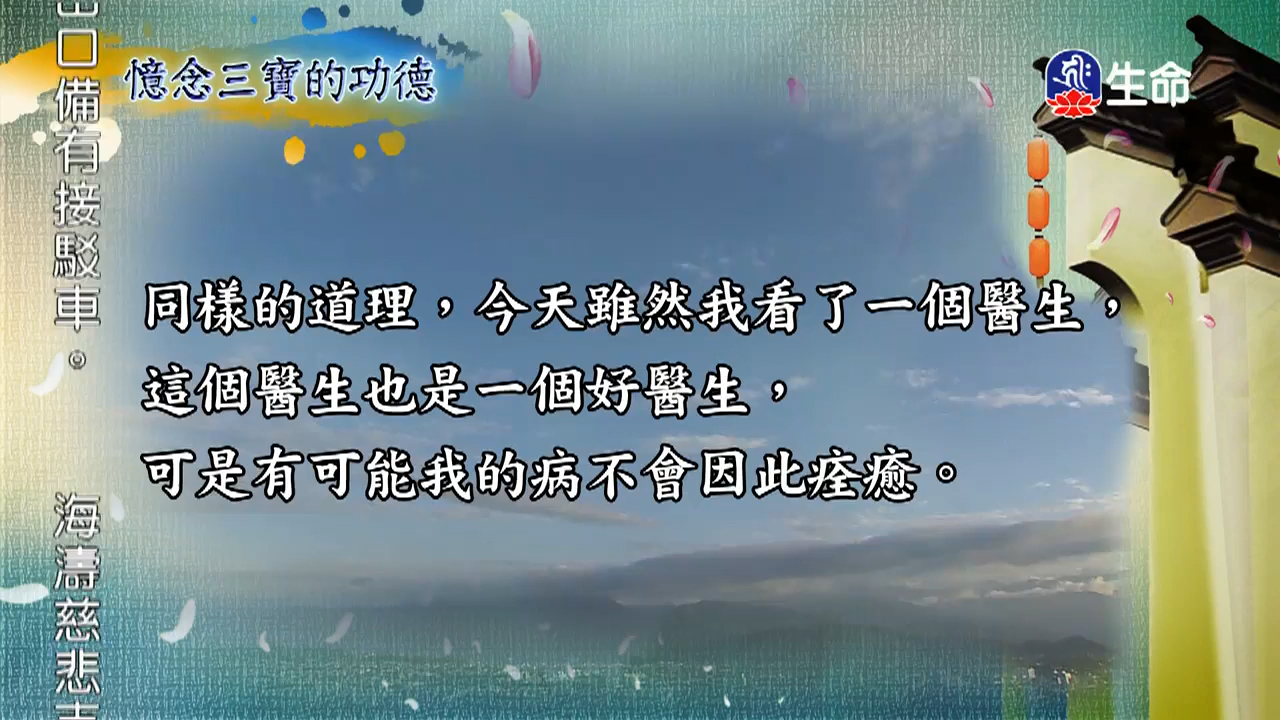 憶念三寶的功德
生命
同樣的道理，今天雖然我看了一個醫生，
這個醫生也是一個好醫生，
可是有可能我的病不會因此痊癒。
出口備有接駁車。
海濤慈悲